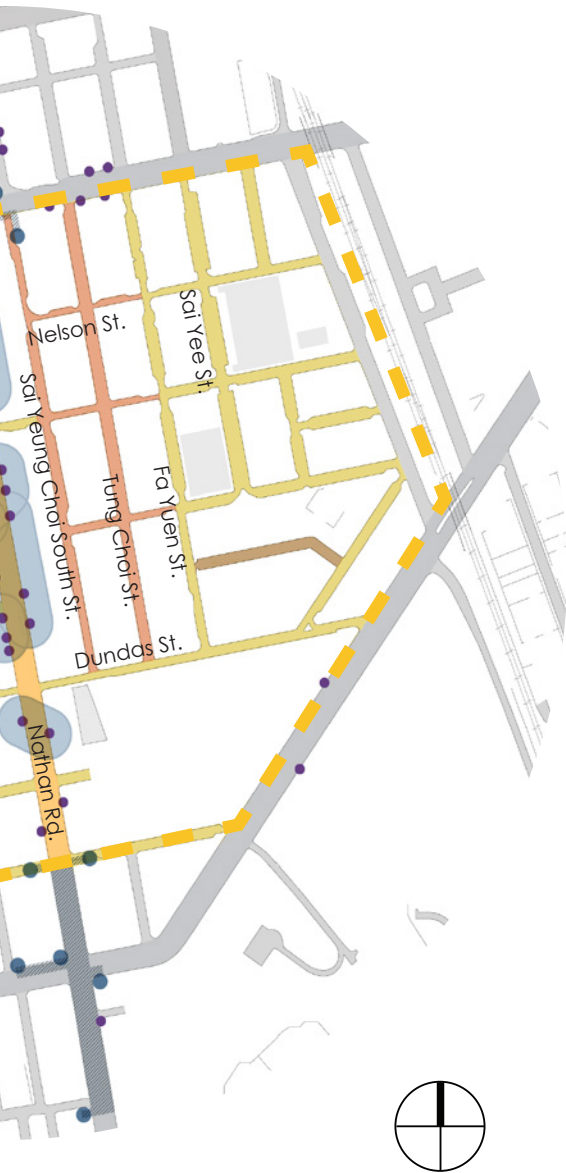 Nelson St.
Sai Yee St.
Sai Yeung Choi South St.
Tung Choi St.
Fa Yuen St.
Dundas St.
Nathan Rd.